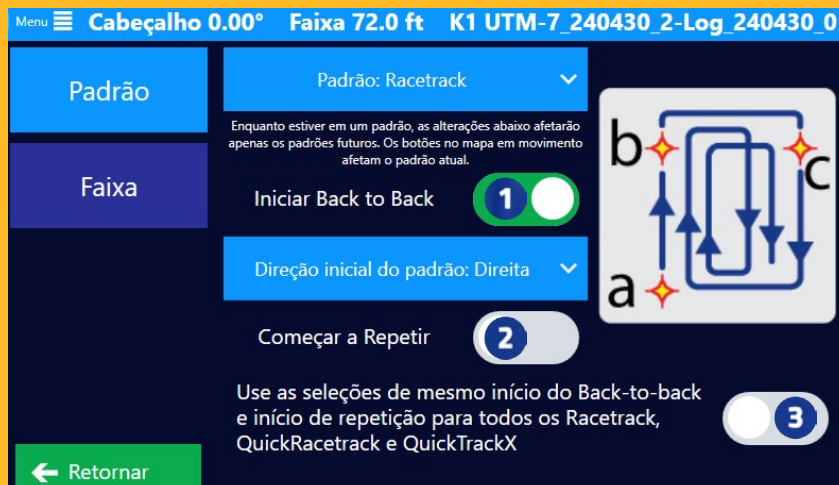 Menu Cabeçalho 0.00° Faixa 72.0 ft K1 UTM-7_240430_2-Log_240430_0
Padrão
Faixa
Retornar
Padrão: Racetrack
Enquanto estiver em um padrão, as alterações abaixo afetarão
apenas os padrões futuros. Os botões no mapa em movimento
afetam o padrão atual.
Iniciar Back to Back 1
Direção inicial do padrão: Direita
Começar a Repetir 2
Use as seleções de mesmo início do Back-to-back
e início de repetição para todos os Racetrack,
QuickRacetrack e QuickTrackX
3
b
c
a